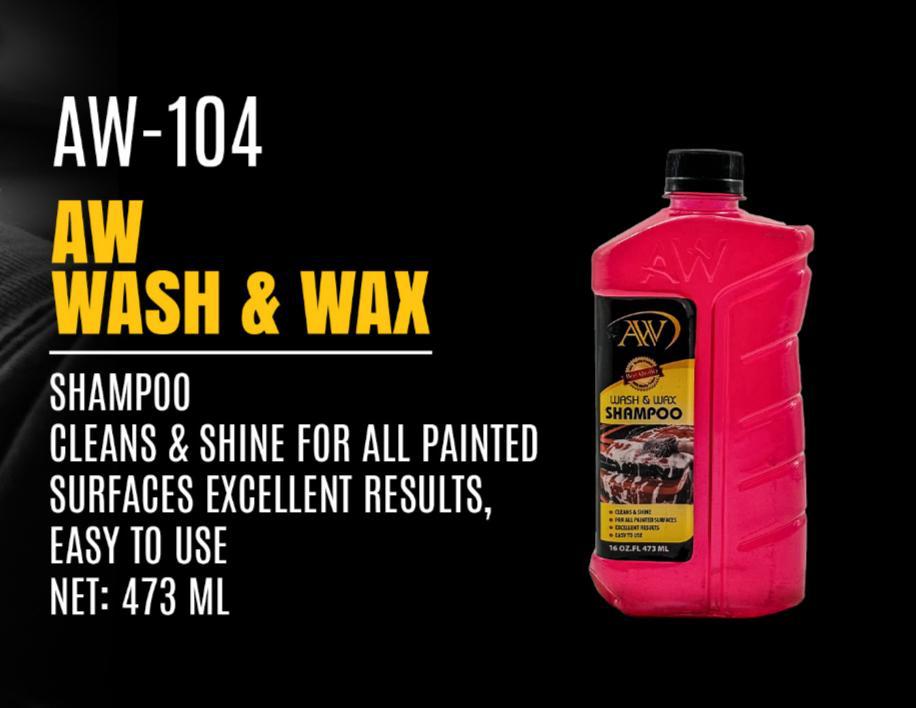 AW-104
AW
WASH & WAX
SHAMPOO
CLEANS & SHINE FOR ALL PAINTED
SURFACES EXCELLENT RESULTS,
EASY TO USE
NET: 473 ML
AW
AW
Best Quality
WASH & WAX
SHAMPOO
CLEANS & SHINE
FOR ALL PAINTED SURFACES
EXCELLENT RESULTS
EASY TO USE
16 OZ.FL 473 ML